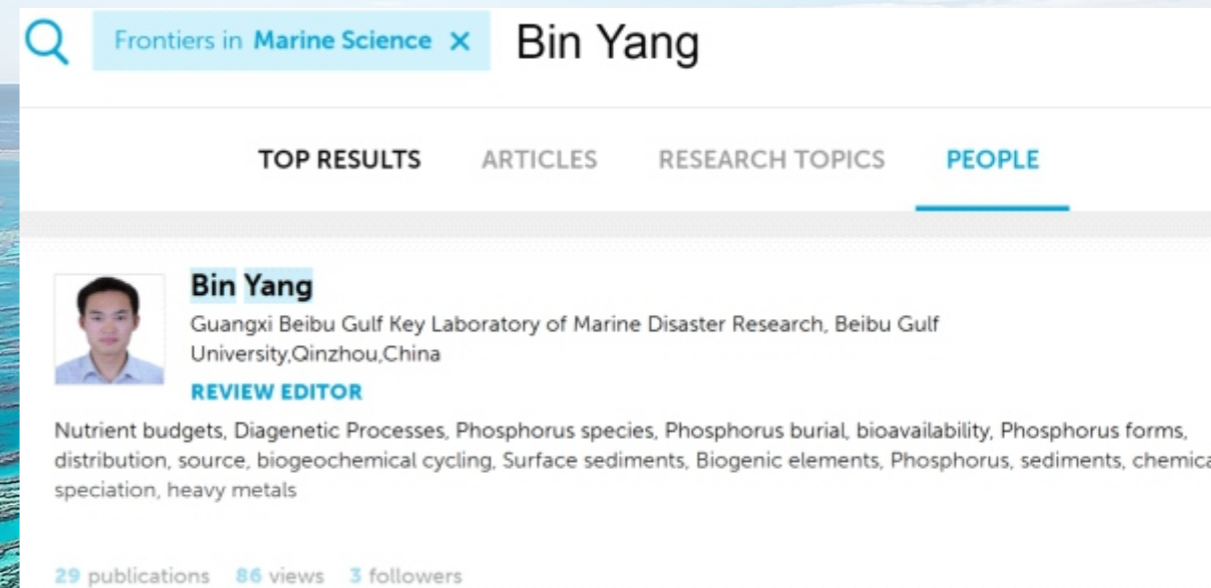 Frontiers in Marine Science × Bin Yang
TOP RESULTS ARTICLES RESEARCH TOPICS PEOPLE
Bin Yang
Guangxi Beibu Gulf Key Laboratory of Marine Disaster Research, Beibu Gulf
University,Qinzhou,China
REVIEW EDITOR
Nutrient budgets, Diagenetic Processes, Phosphorus species, Phosphorus burial, bioavailability, Phosphorus forms,
distribution, source, biogeochemical cycling, Surface sediments, Biogenic elements, Phosphorus, sediments, chemica
speciation, heavy metals
29 publications 86 views 3 followers